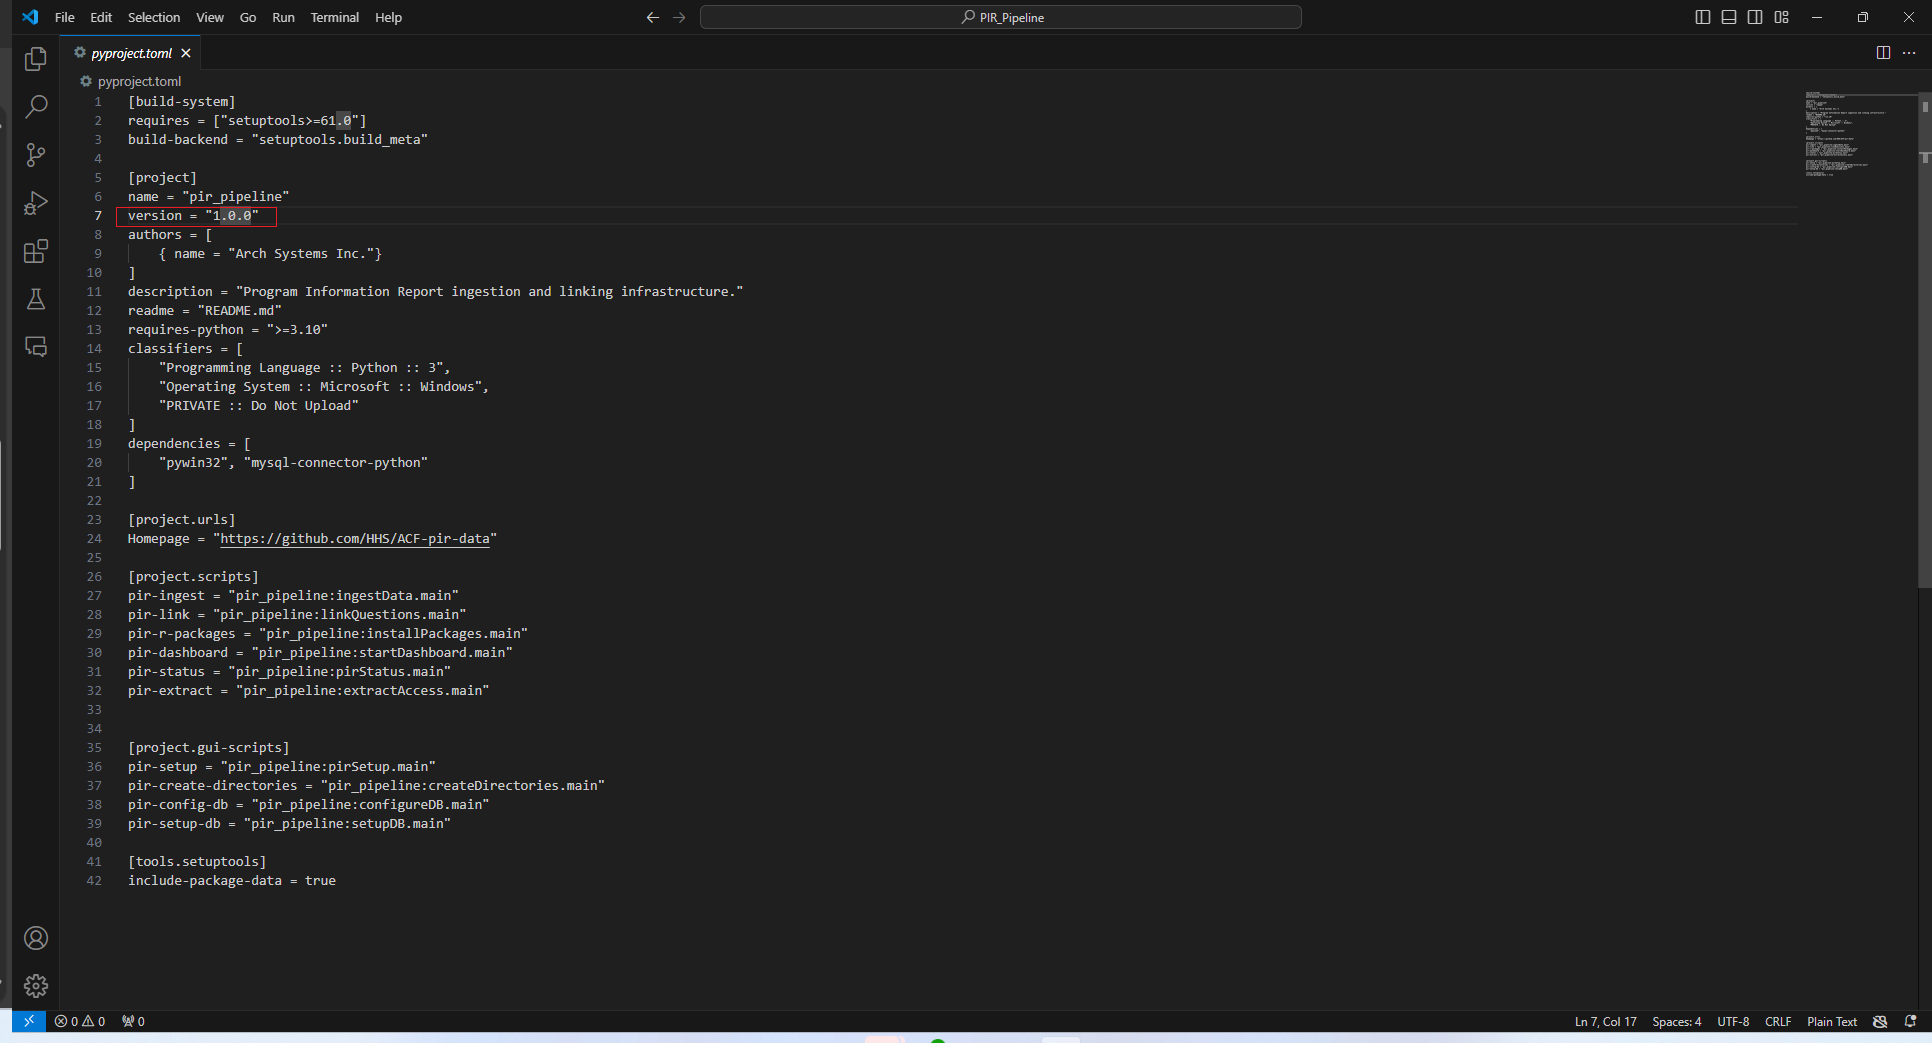 File Edit Selection View Go Run Terminal Help
PIR_Pipeline
pyproject.toml
pyproject.toml
1 [build-system]
2 requires = ["setuptools>=61.0"]
3 build-backend = "setuptools.build_meta"
4
5 [project]
6 name = "pir_pipeline"
7 version = "1.0.0"
8 authors = [
9     { name = "Arch Systems Inc."}
10 ]
11 description = "Program Information Report ingestion and linking infrastructure."
12 readme = "README.md"
13 requires-python = ">=3.10"
14 classifiers = [
15     "Programming Language :: Python :: 3",
16     "Operating System :: Microsoft :: Windows",
17     "PRIVATE :: Do Not Upload"
18 ]
19 dependencies = [
20     "pywin32", "mysql-connector-python"
21 ]
22
23 [project.urls]
24 Homepage = "https://github.com/HHS/ACF-pir-data"
25
26 [project.scripts]
27 pir-ingest = "pir_pipeline:ingestData.main"
28 pir-link = "pir_pipeline:linkQuestions.main"
29 pir-r-packages = "pir_pipeline:installPackages.main"
30 pir-dashboard = "pir_pipeline:startDashboard.main"
31 pir-status = "pir_pipeline:pirStatus.main"
32 pir-extract = "pir_pipeline:extractAccess.main"
33
34
35 [project.gui-scripts]
36 pir-setup = "pir_pipeline:pirSetup.main"
37 pir-create-directories = "pir_pipeline:createDirectories.main"
38 pir-config-db = "pir_pipeline:configureDB.main"
39 pir-setup-db = "pir_pipeline:setupDB.main"
40
41 [tools.setuptools]
42 include-package-data = true
0 0 0 Ln 7, Col 17 Spaces: 4 UTF-8 CRLF Plain Text